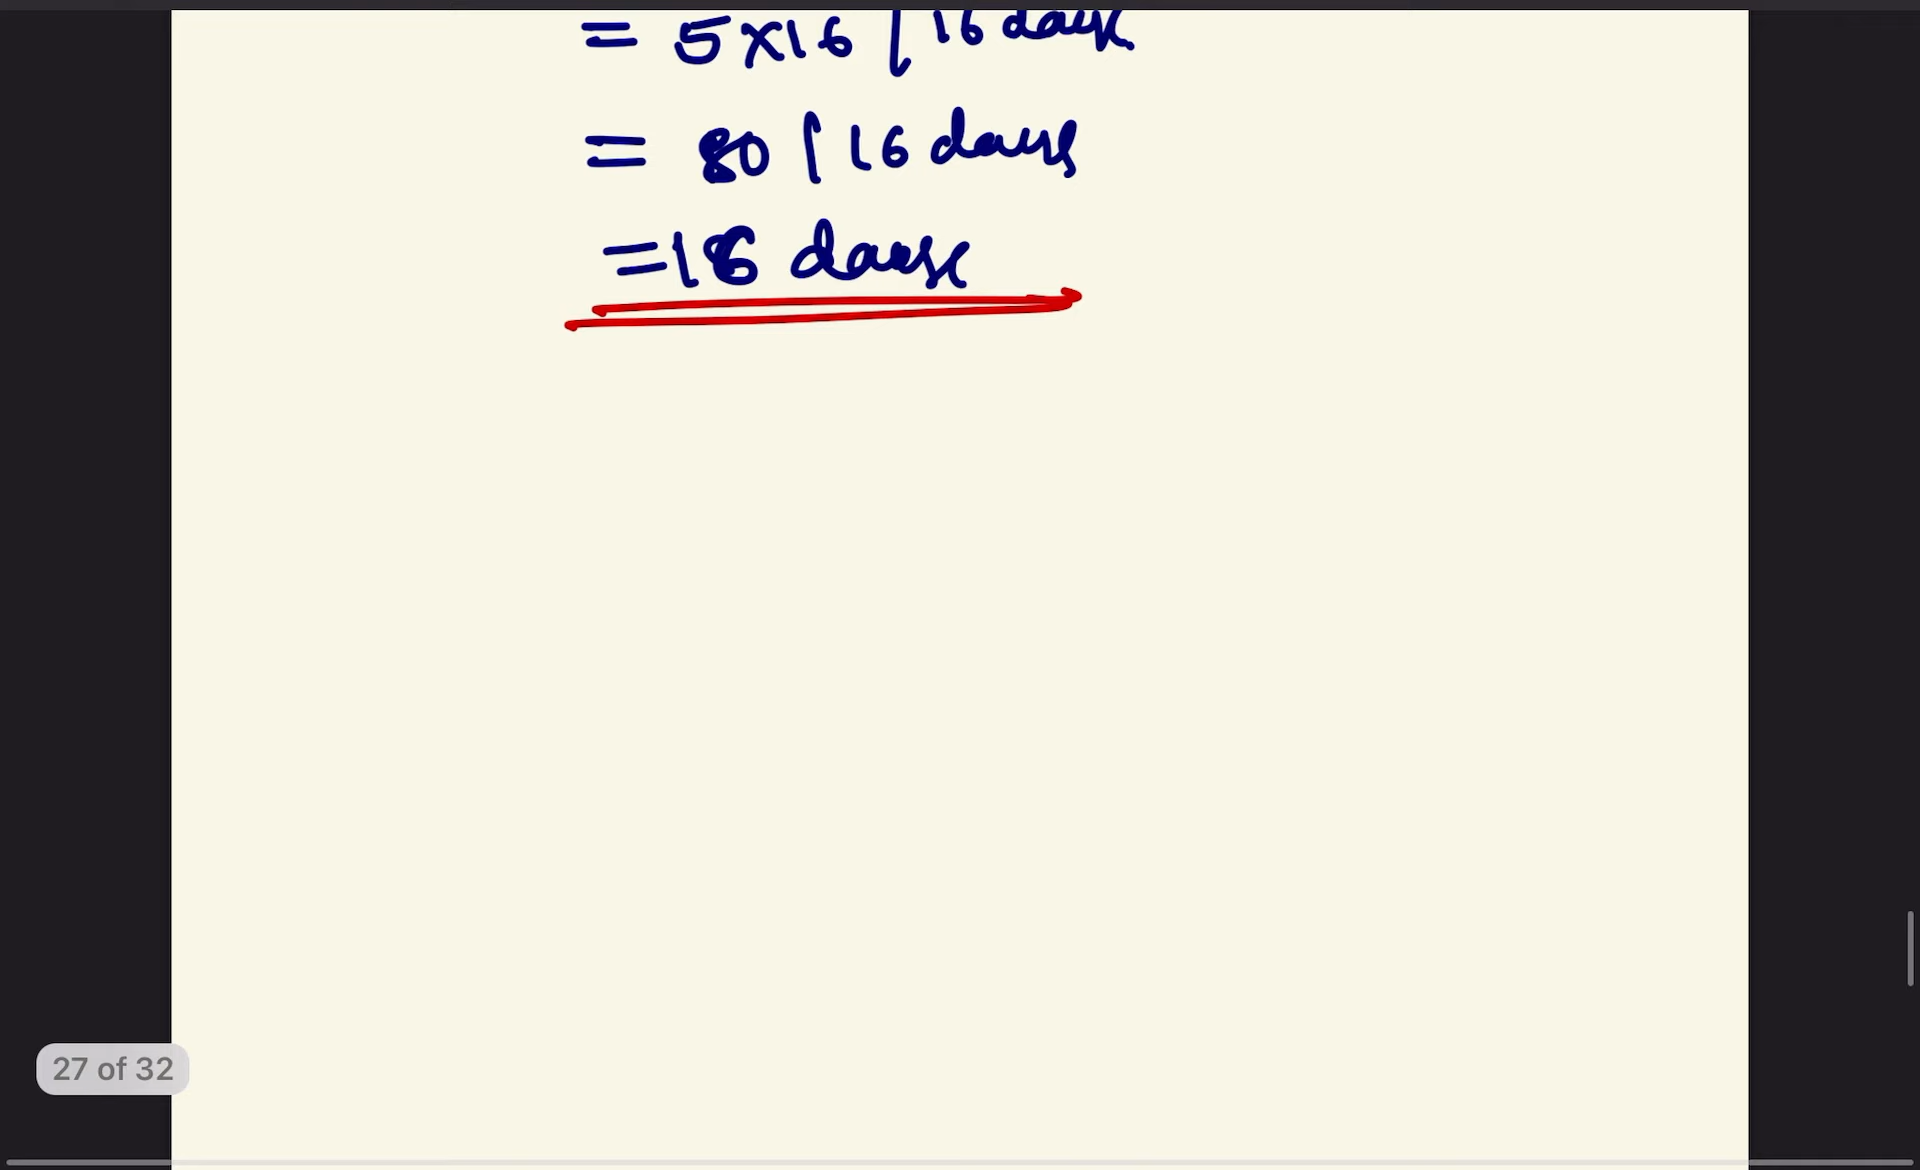 = 5x16 / 16 days
= 80 / 16 days
=16 days
27 of 32